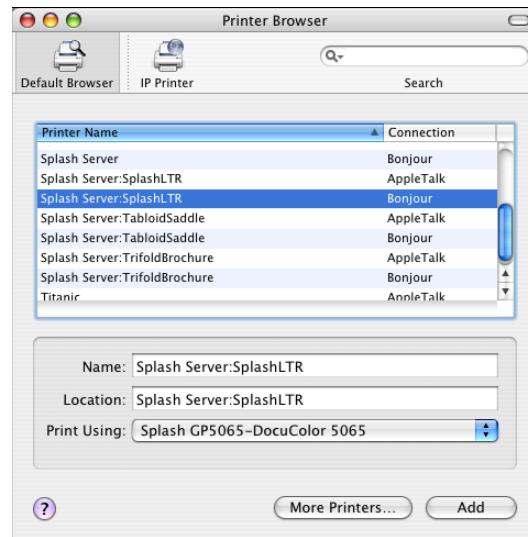 Printer Browser
Default Browser IP Printer Search
Printer Name Connection
Splash Server Bonjour
Splash Server:SplashLTR AppleTalk
Splash Server:SplashLTR Bonjour
Splash Server:TabloidSaddle AppleTalk
Splash Server:TabloidSaddle Bonjour
Splash Server:TrifoldBrochure AppleTalk
Splash Server:TrifoldBrochure Bonjour
Titanic AppleTalk
Name: Splash Server:SplashLTR
Location: Splash Server:SplashLTR
Print Using: Splash GP5065-DocuColor 5065
? More Printers... Add